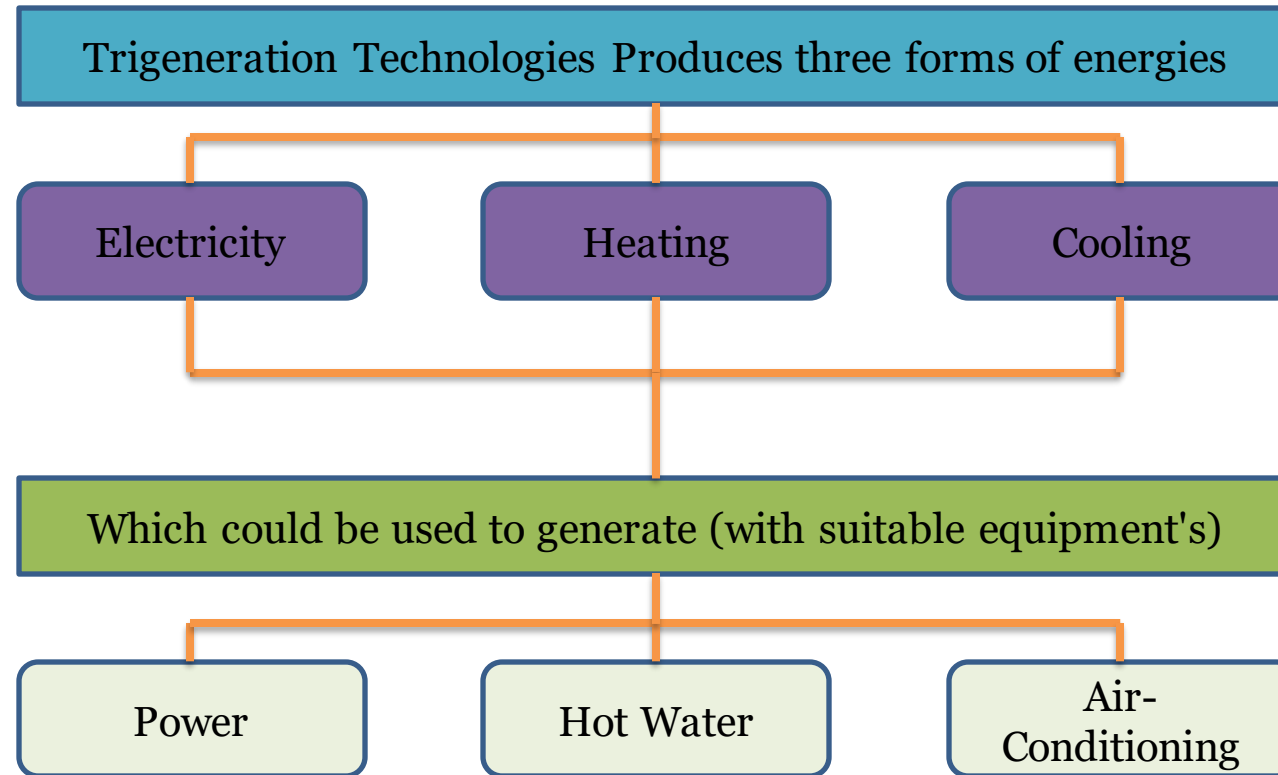 Trigeneration Technologies Produces three forms of energies
Electricity
Heating
Cooling
Which could be used to generate (with suitable equipment's)
Power
Hot Water
Air-
Conditioning